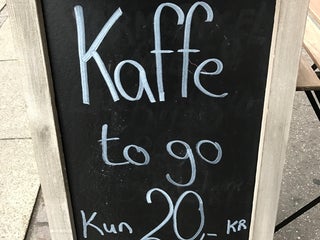 Kaffe
to go
Kun 20,- KR